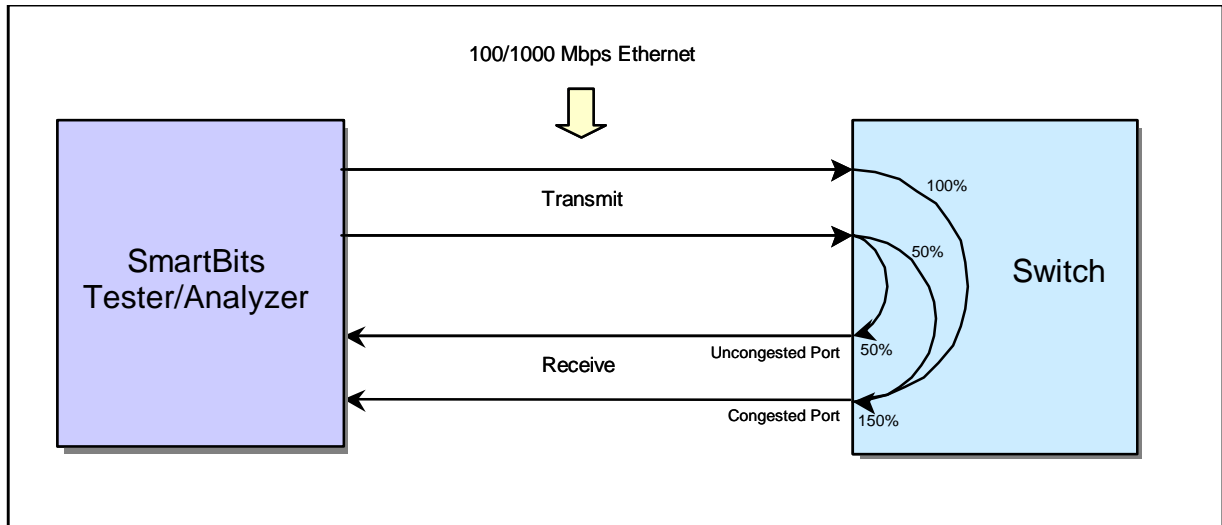 100/1000 Mbps Ethernet
Transmit
100%
50%
SmartBits
Tester/Analyzer
Switch
Uncongested Port
50%
Receive
Congested Port
150%